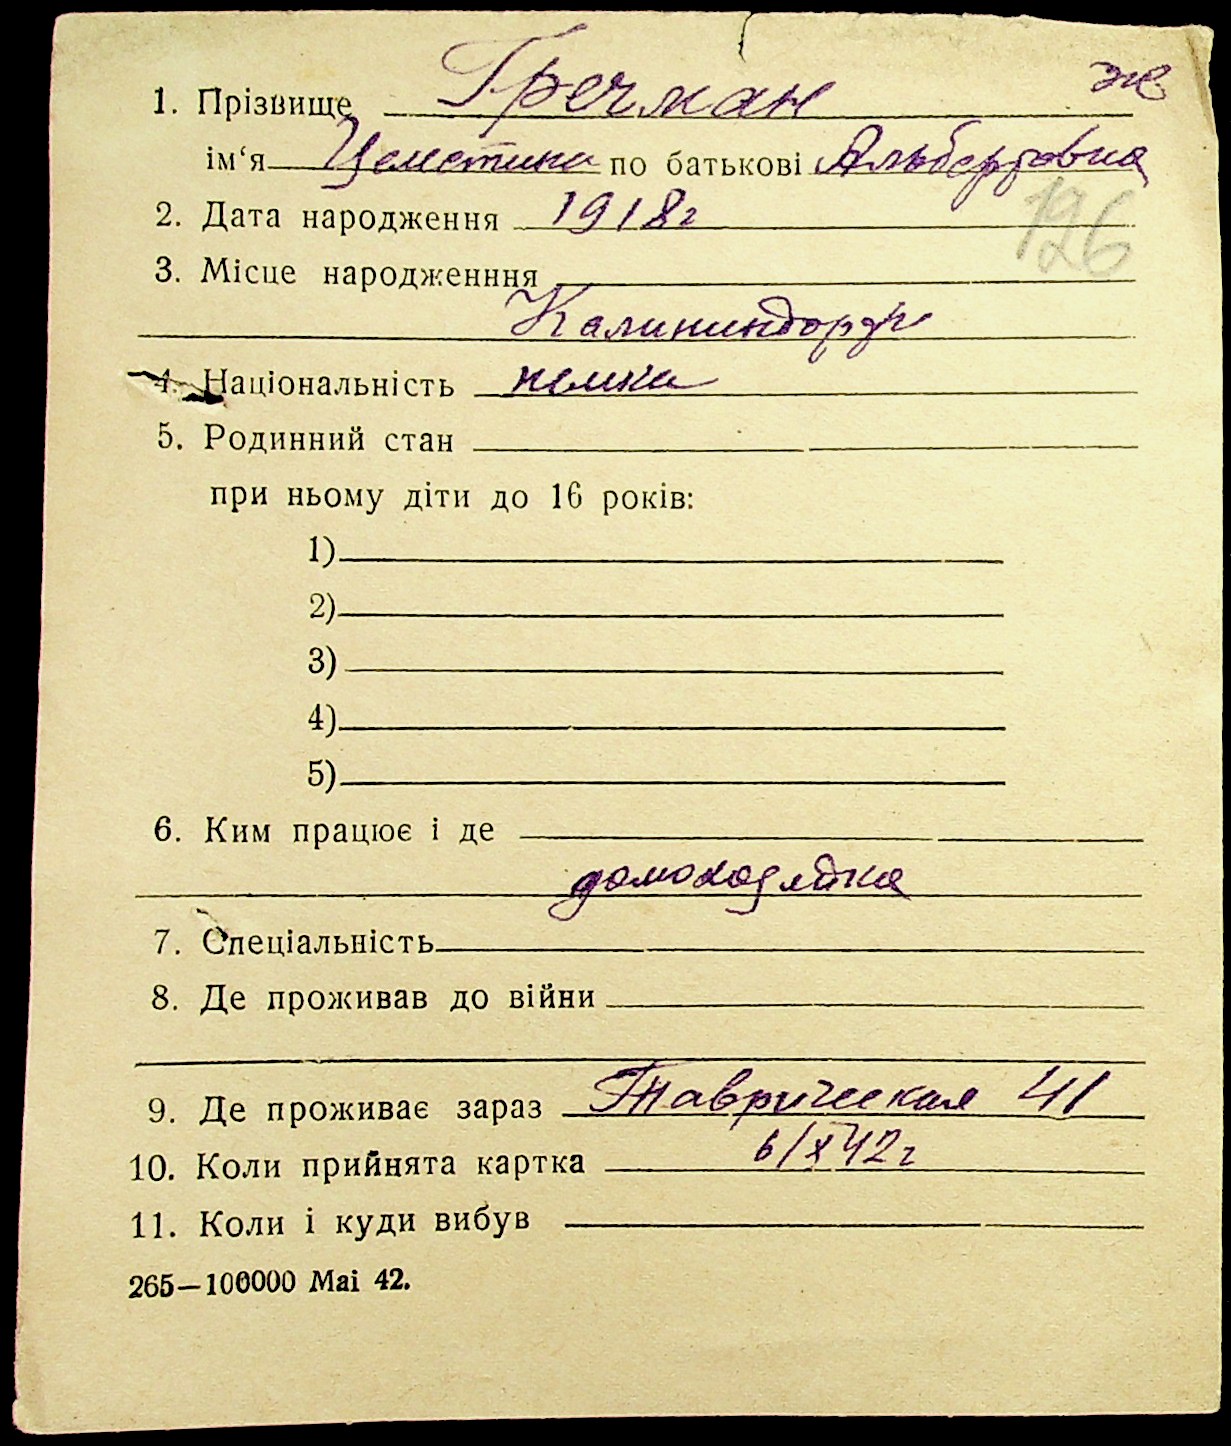 1. Прізвище Гречман ж
ім‘я Целестина по батькові Альбертовна
2. Дата народження 1918г
126
3. Місце народженння
Калининдорф
4. Національність немка
5. Родинний стан
при ньому діти до 16 років:
1)
2)
3)
4)
5)
6. Ким працює і де
домохозяйка
7. Спеціальність
8. Де проживав до війни
9. Де проживає зараз Таврическая 41
10. Коли прийнята картка 6/X 42г
11. Коли і куди вибув
265—100000 Mai 42.